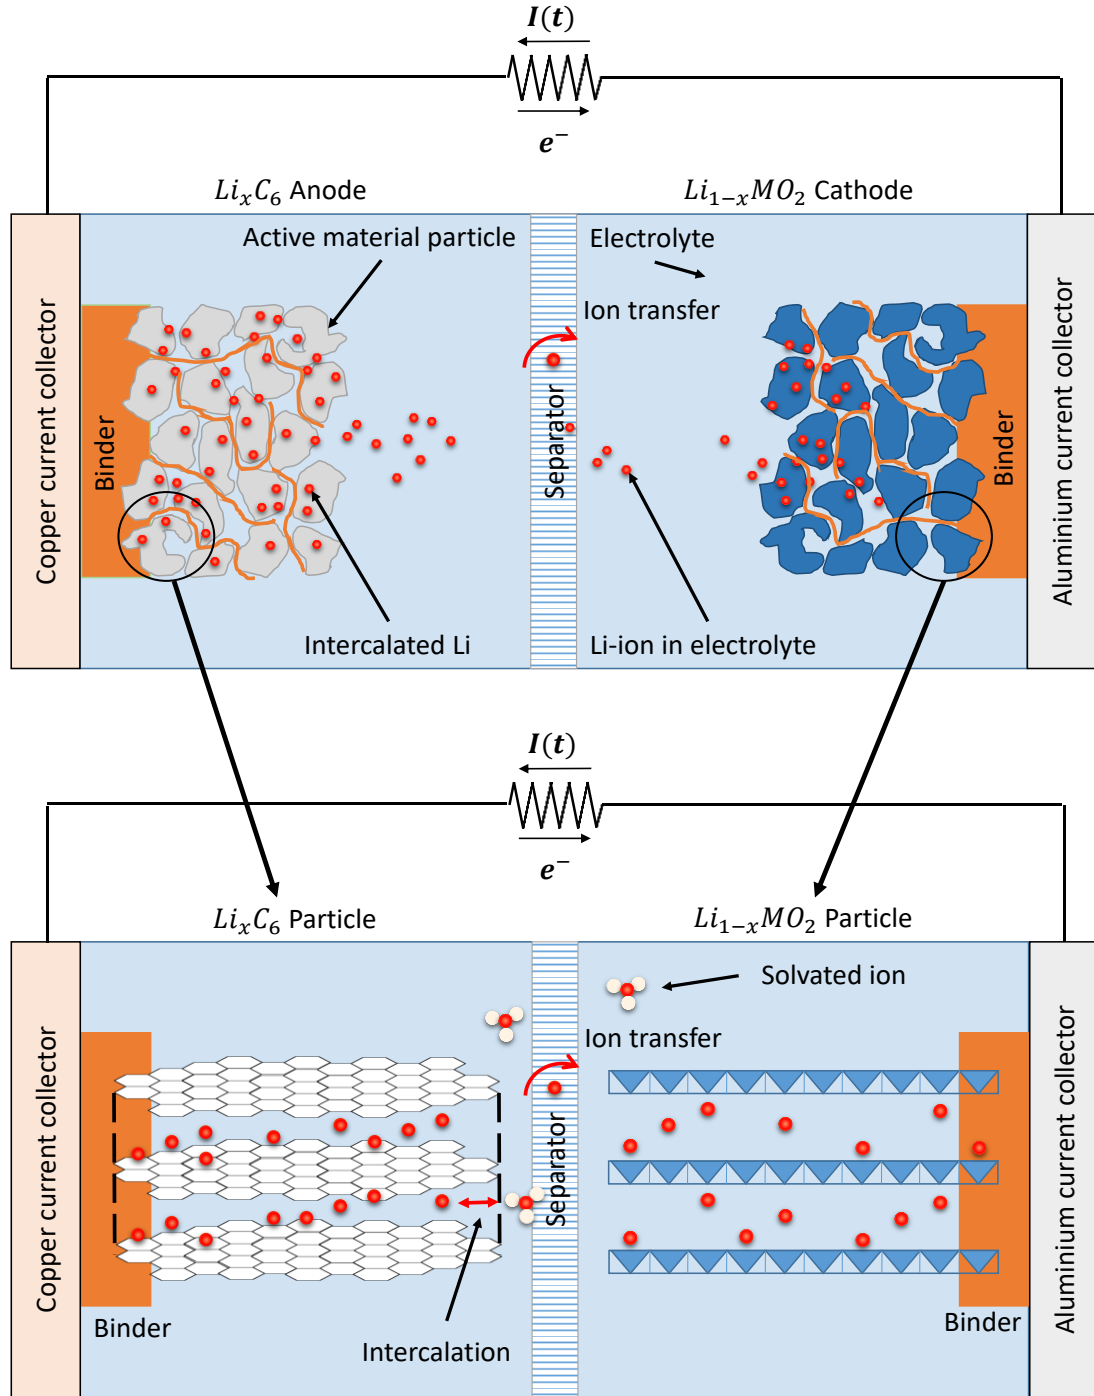 I(t)
e⁻
LiₓC₆ Anode
Li₁₋ₓMO₂ Cathode
Active material particle
Electrolyte
Ion transfer
Copper current collector
Binder
Separator
Binder
Aluminium current collector
Intercalated Li
Li-ion in electrolyte
I(t)
e⁻
LiₓC₆ Particle
Li₁₋ₓMO₂ Particle
Solvated ion
Ion transfer
Copper current collector
Separator
Aluminium current collector
Binder
Intercalation
Binder